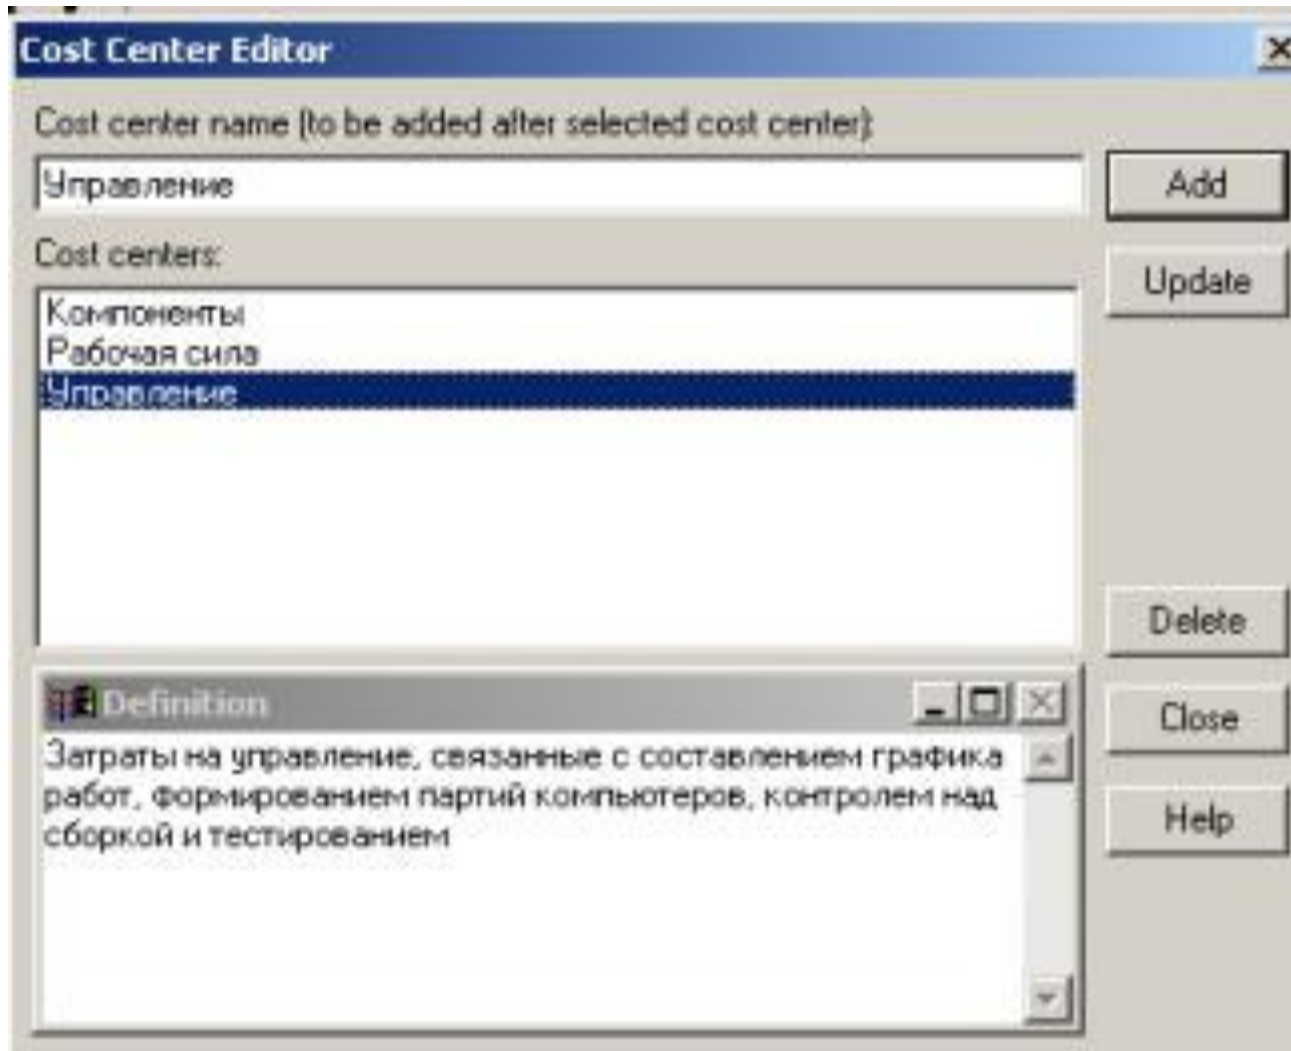 Cost Center Editor
Cost center name (to be added after selected cost center):
Управление
Add
Cost centers:
Update
Компоненты
Рабочая сила
Управление
Delete
Definition
Close
Затраты на управление, связанные с составлением графика
работ, формированием партий компьютеров, контролем над
сборкой и тестированием
Help